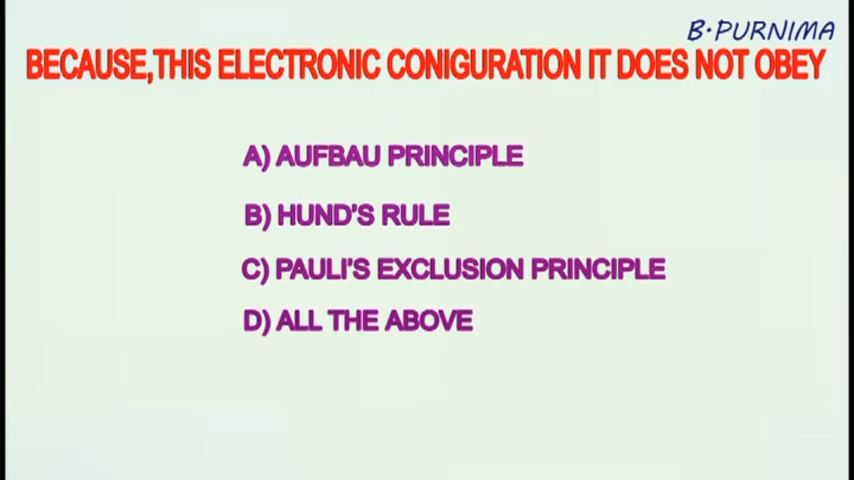 B.PURNIMA
BECAUSE,THIS ELECTRONIC CONIGURATION IT DOES NOT OBEY
A) AUFBAU PRINCIPLE
B) HUND'S RULE
C) PAULI'S EXCLUSION PRINCIPLE
D) ALL THE ABOVE